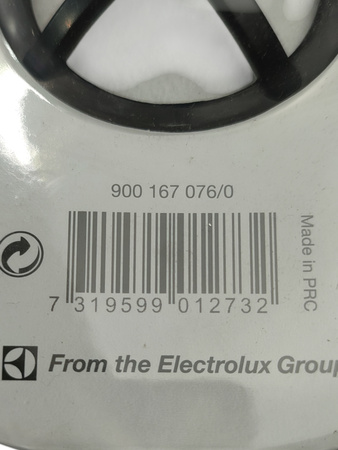 900 167 076/0
Made in PRC
7 319599 012732
From the Electrolux Group